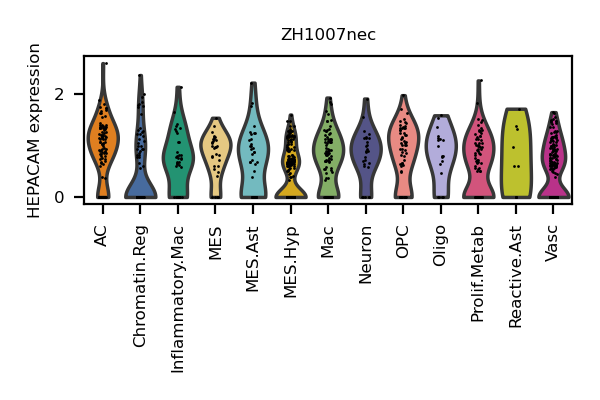 ZH1007nec
HEPACAM expression
2
0
AC
Chromatin.Reg
Inflammatory.Mac
MES
MES.Ast
MES.Hyp
Mac
Neuron
OPC
Oligo
Prolif.Metab
Reactive.Ast
Vasc